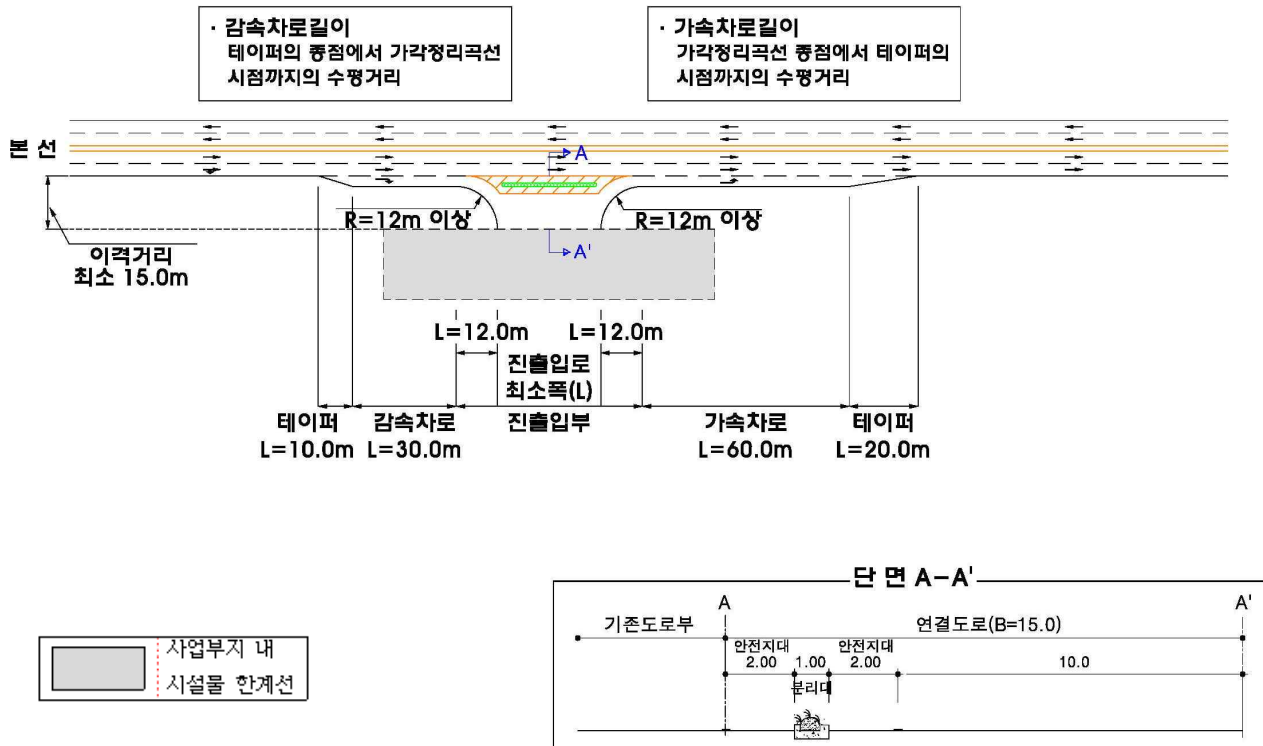 · 감속차로길이
테이퍼의 종점에서 가각정리곡선
시점까지의 수평거리
· 가속차로길이
가각정리곡선 종점에서 테이퍼의
시점까지의 수평거리
본 선
A
R=12m 이상
R=12m 이상
A'
이격거리
최소 15.0m
L=12.0m
L=12.0m
진출입로
최소폭(L)
테이퍼
L=10.0m
감속차로
L=30.0m
진출입부
가속차로
L=60.0m
테이퍼
L=20.0m
사업부지 내
시설물 한계선
단 면 A-A'
A
A'
기존도로부
연결도로(B=15.0)
안전지대
2.00
1.00
분리대
안전지대
2.00
10.0